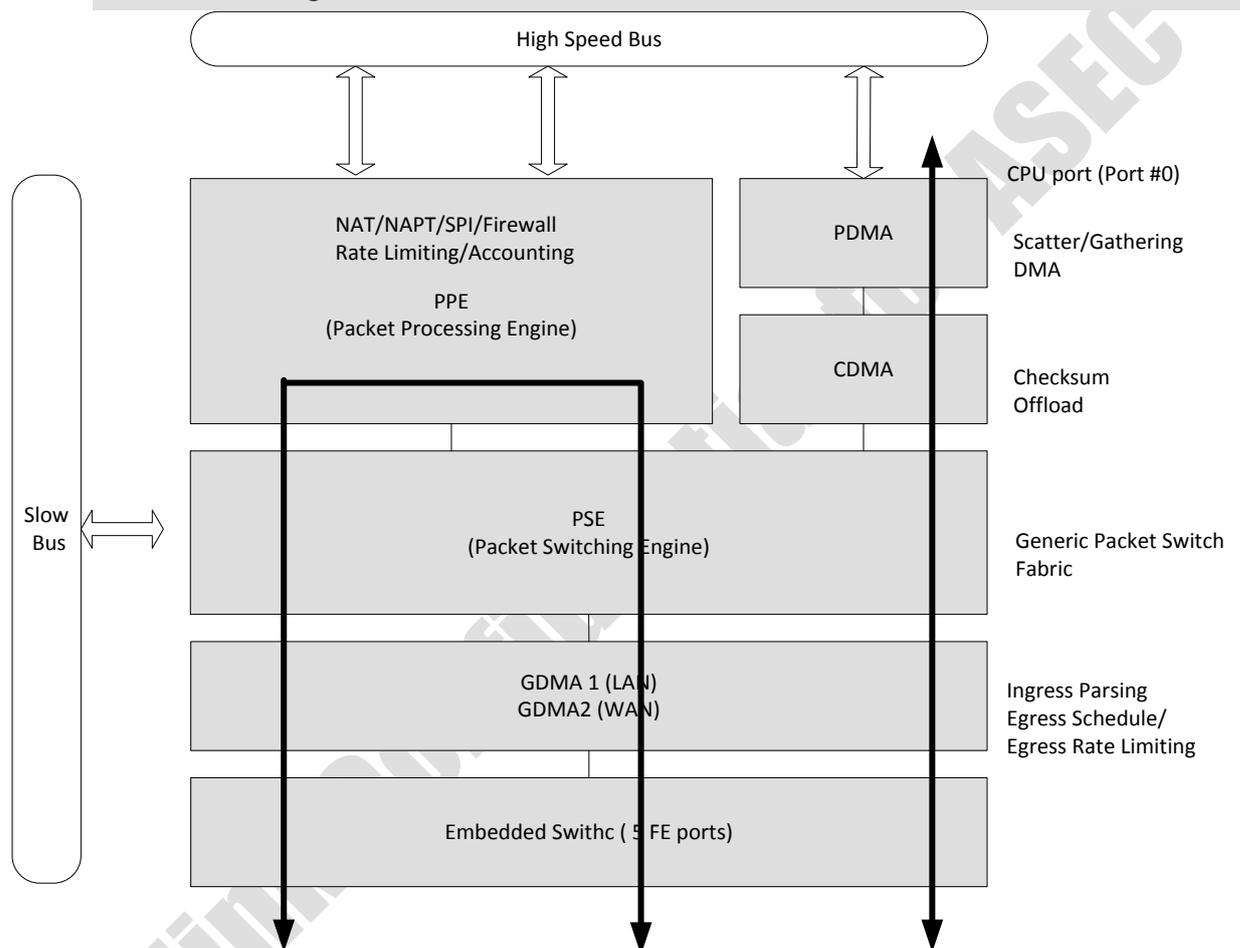 High Speed Bus
CPU port (Port #0)
NAT/NAPT/SPI/Firewall
Rate Limiting/Accounting
PPE
(Packet Processing Engine)
PDMA
Scatter/Gathering
DMA
CDMA
Checksum
Offload
Slow
Bus
PSE
(Packet Switching Engine)
Generic Packet Switch
Fabric
GDMA 1 (LAN)
GDMA2 (WAN)
Ingress Parsing
Egress Schedule/
Egress Rate Limiting
Embedded Swithc ( 5 FE ports)
ASEC